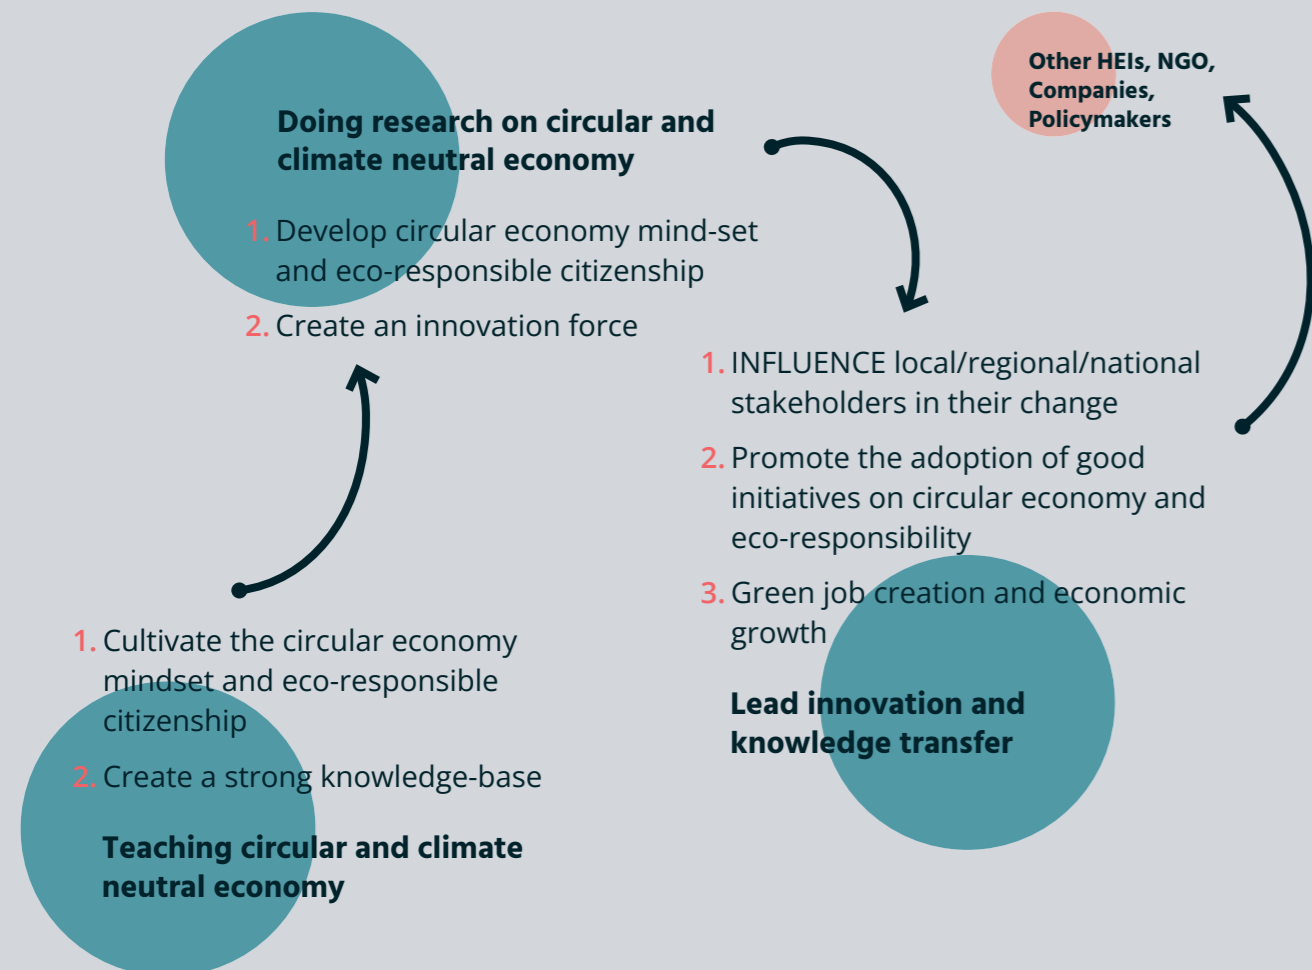 Doing research on circular and
climate neutral economy
1. Develop circular economy mind-set
and eco-responsible citizenship
2. Create an innovation force
Other HEIs, NGO,
Companies,
Policymakers
1. INFLUENCE local/regional/national
stakeholders in their change
2. Promote the adoption of good
initiatives on circular economy and
eco-responsibility
3. Green job creation and economic
growth
Lead innovation and
knowledge transfer
1. Cultivate the circular economy
mindset and eco-responsible
citizenship
2. Create a strong knowledge-base
Teaching circular and climate
neutral economy